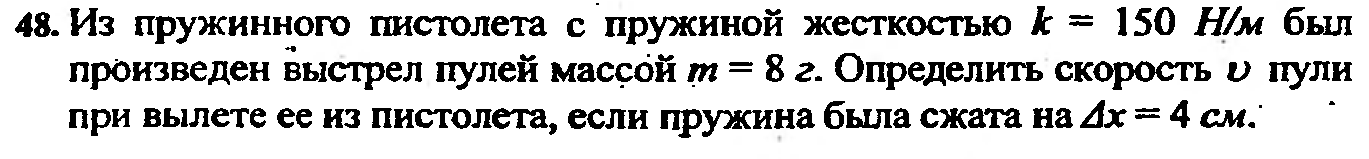 48. Из пружинного пистолета с пружиной жесткостью k = 150 Н/м был
произведен выстрел пулей массой m = 8 г. Определить скорость υ пули
при вылете ее из пистолета, если пружина была сжата на Δx = 4 см.